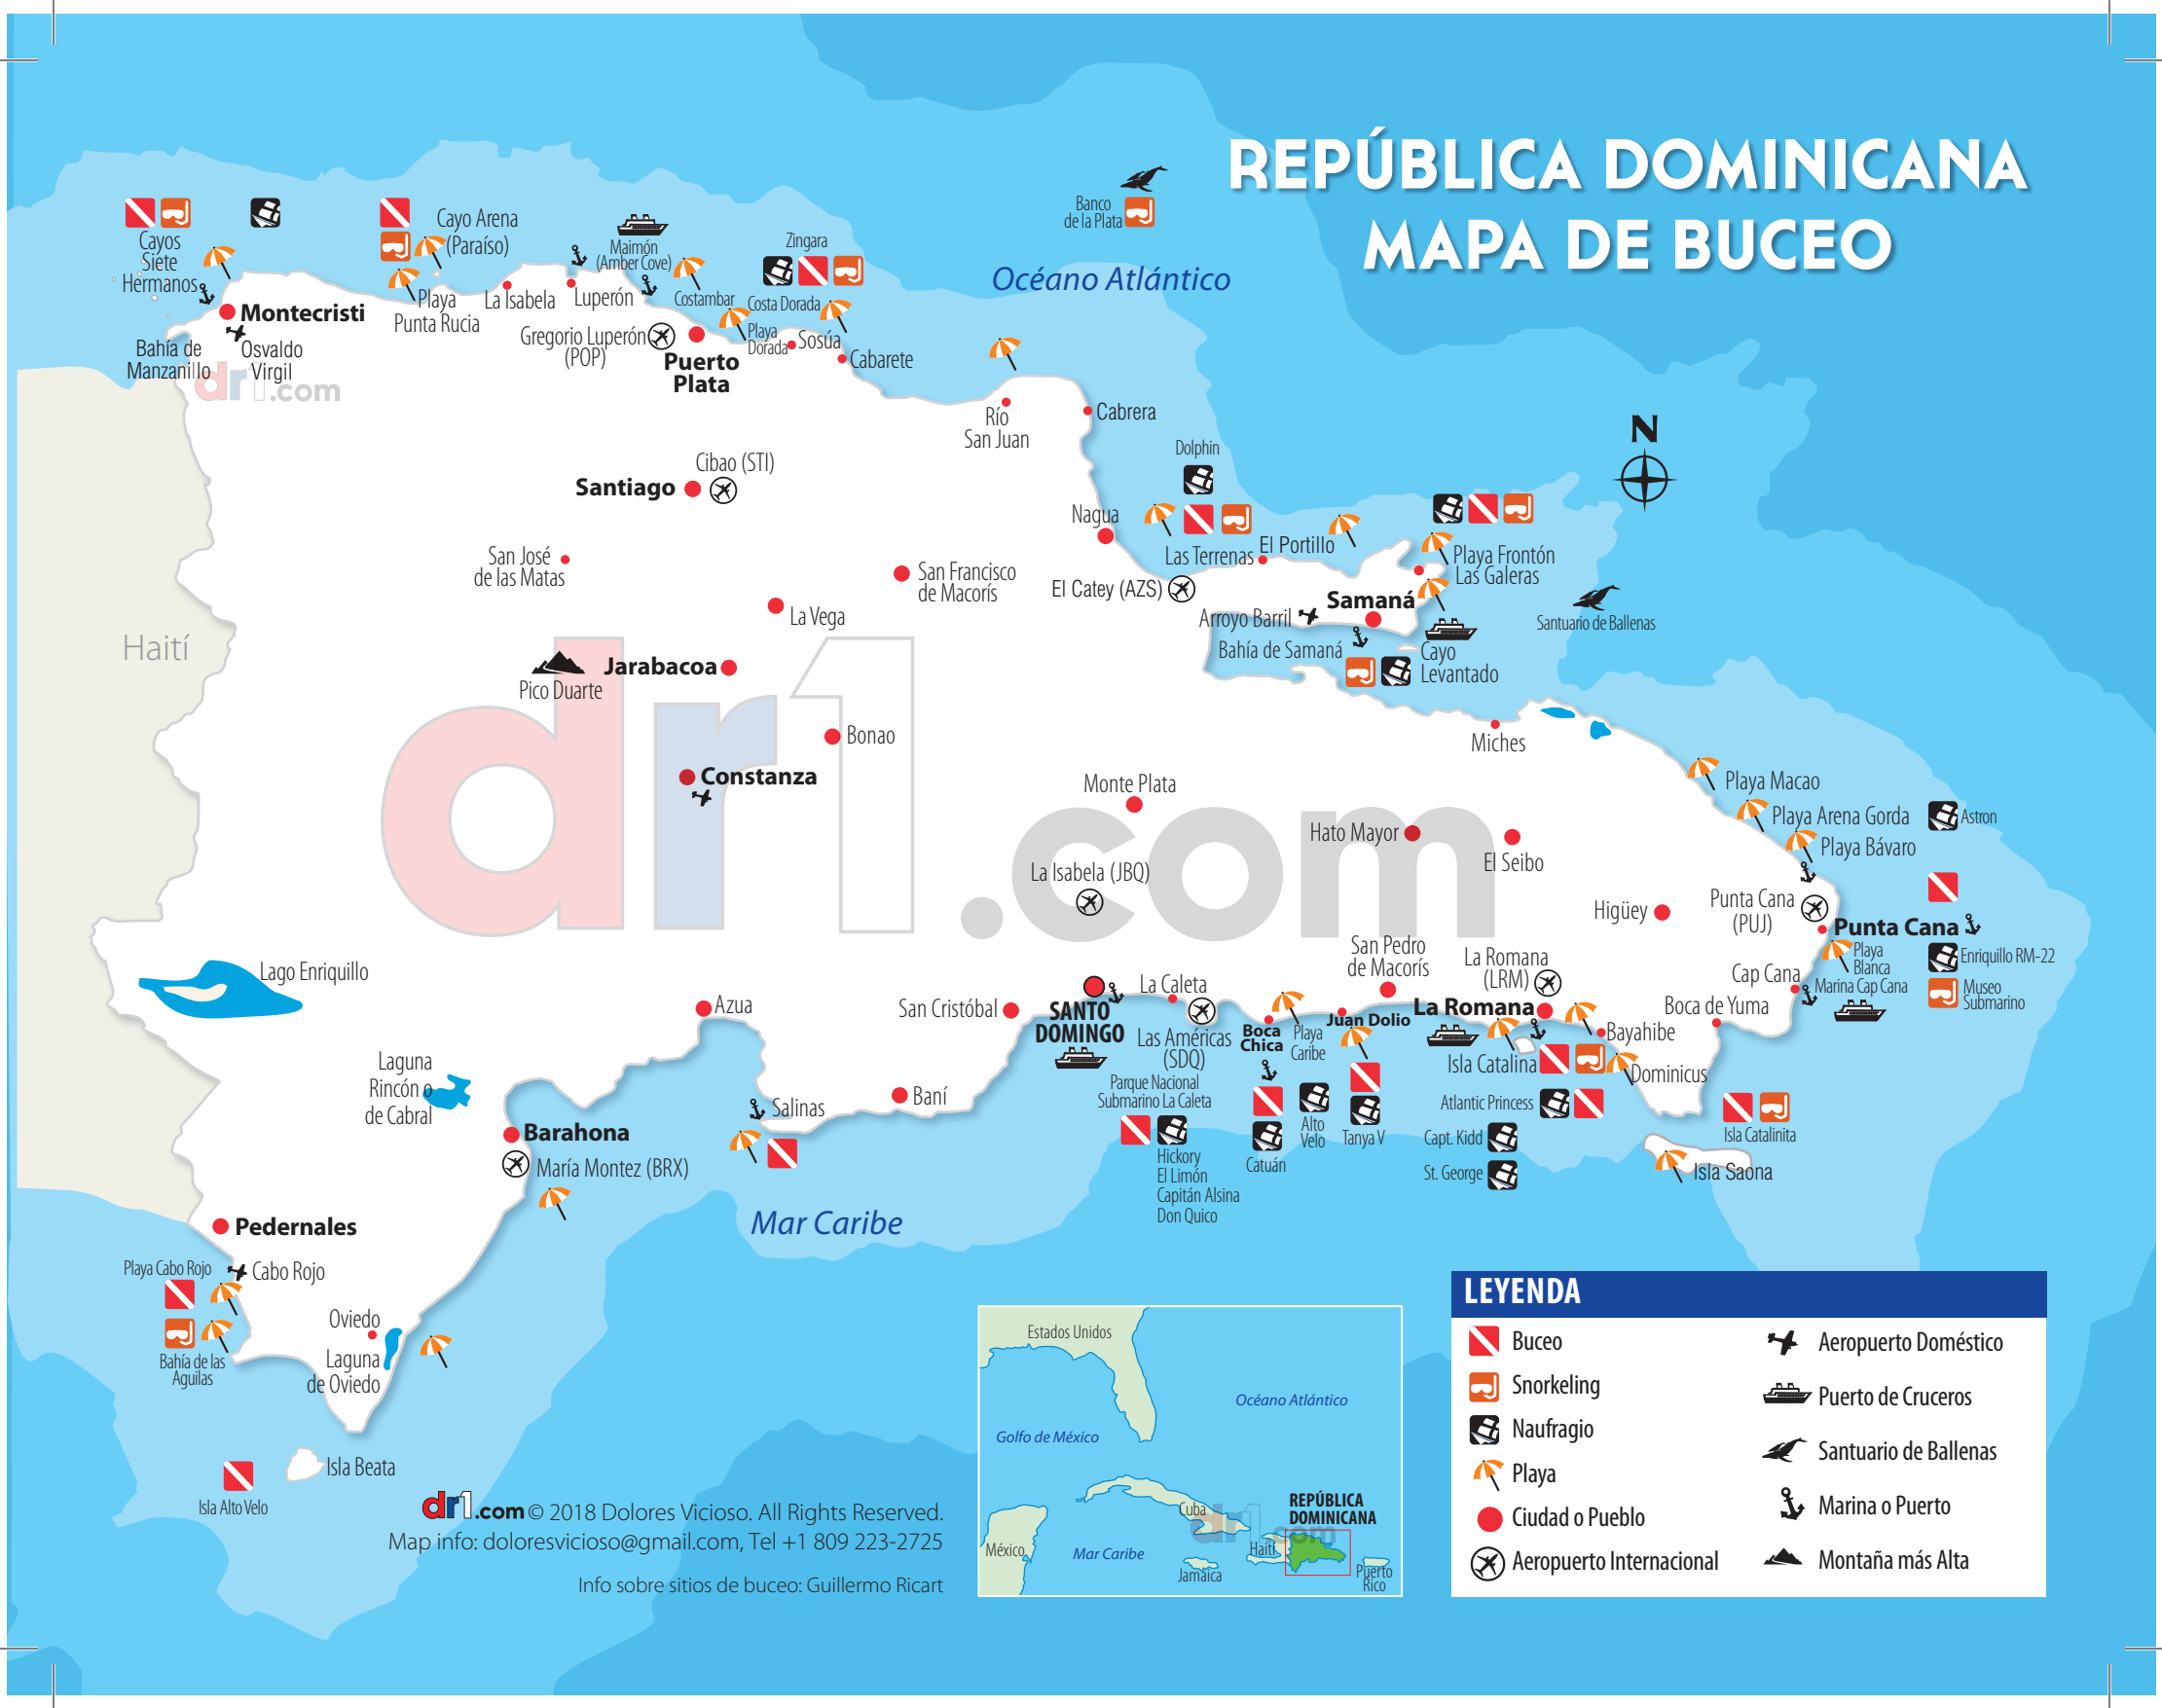 REPÚBLICA DOMINICANA
MAPA DE BUCEO
Banco
de la Plata
Océano Atlántico
Cayos
Siete
Hermanos
Montecristi
Bahía de
Manzanillo
Osvaldo
Virgil
dr1.com
Cayo Arena
(Paraíso)
Playa
Punta Rucia
La Isabela
Luperón
Maimón
(Amber Cove)
Costambar
Zingara
Costa Dorada
Playa
Dorada
Sosúa
Cabarete
Gregorio Luperón
(POP)
Puerto
Plata
Río
San Juan
Cabrera
N
Cibao (STI)
Santiago
Dolphin
Nagua
Las Terrenas
El Portillo
Playa Frontón
Las Galeras
El Catey (AZS)
Samaná
Arroyo Barril
Bahía de Samaná
Cayo
Levantado
Santuario de Ballenas
San José
de las Matas
San Francisco
de Macorís
La Vega
Haití
Jarabacoa
Pico Duarte
Bonao
Constanza
dr1.com
Miches
Monte Plata
Hato Mayor
El Seibo
La Isabela (JBQ)
Higüey
Playa Macao
Playa Arena Gorda
Astron
Playa Bávaro
Punta Cana
(PUJ)
Punta Cana
Playa
Blanca
Enriquillo RM-22
Cap Cana
Marina Cap Cana
Museo
Submarino
Boca de Yuma
Lago Enriquillo
Azua
San Cristóbal
SANTO
DOMINGO
La Caleta
Las Américas
(SDQ)
Boca
Chica
Playa
Caribe
Juan Dolio
San Pedro
de Macorís
La Romana
(LRM)
La Romana
Bayahibe
Isla Catalina
Dominicus
Laguna
Rincón o
de Cabral
Salinas
Baní
Barahona
María Montez (BRX)
Parque Nacional
Submarino La Caleta
Hickory
El Limón
Capitán Alsina
Don Quico
Catuán
Alto
Velo
Tanya V
Atlantic Princess
Capt. Kidd
St. George
Isla Catalinita
Isla Saona
Mar Caribe
Pedernales
Playa Cabo Rojo
Cabo Rojo
Bahía de las
Aguilas
Oviedo
Laguna
de Oviedo
Isla Beata
Isla Alto Velo
dr1.com © 2018 Dolores Vicioso. All Rights Reserved.
Map info: doloresvicioso@gmail.com, Tel +1 809 223-2725
Info sobre sitios de buceo: Guillermo Ricart
Estados Unidos
Océano Atlántico
Golfo de México
México
Cuba
dr1.com
REPÚBLICA
DOMINICANA
Mar Caribe
Haití
Jamaica
Puerto
Rico
LEYENDA
Buceo
Snorkeling
Naufragio
Playa
Ciudad o Pueblo
Aeropuerto Internacional
Aeropuerto Doméstico
Puerto de Cruceros
Santuario de Ballenas
Marina o Puerto
Montaña más Alta